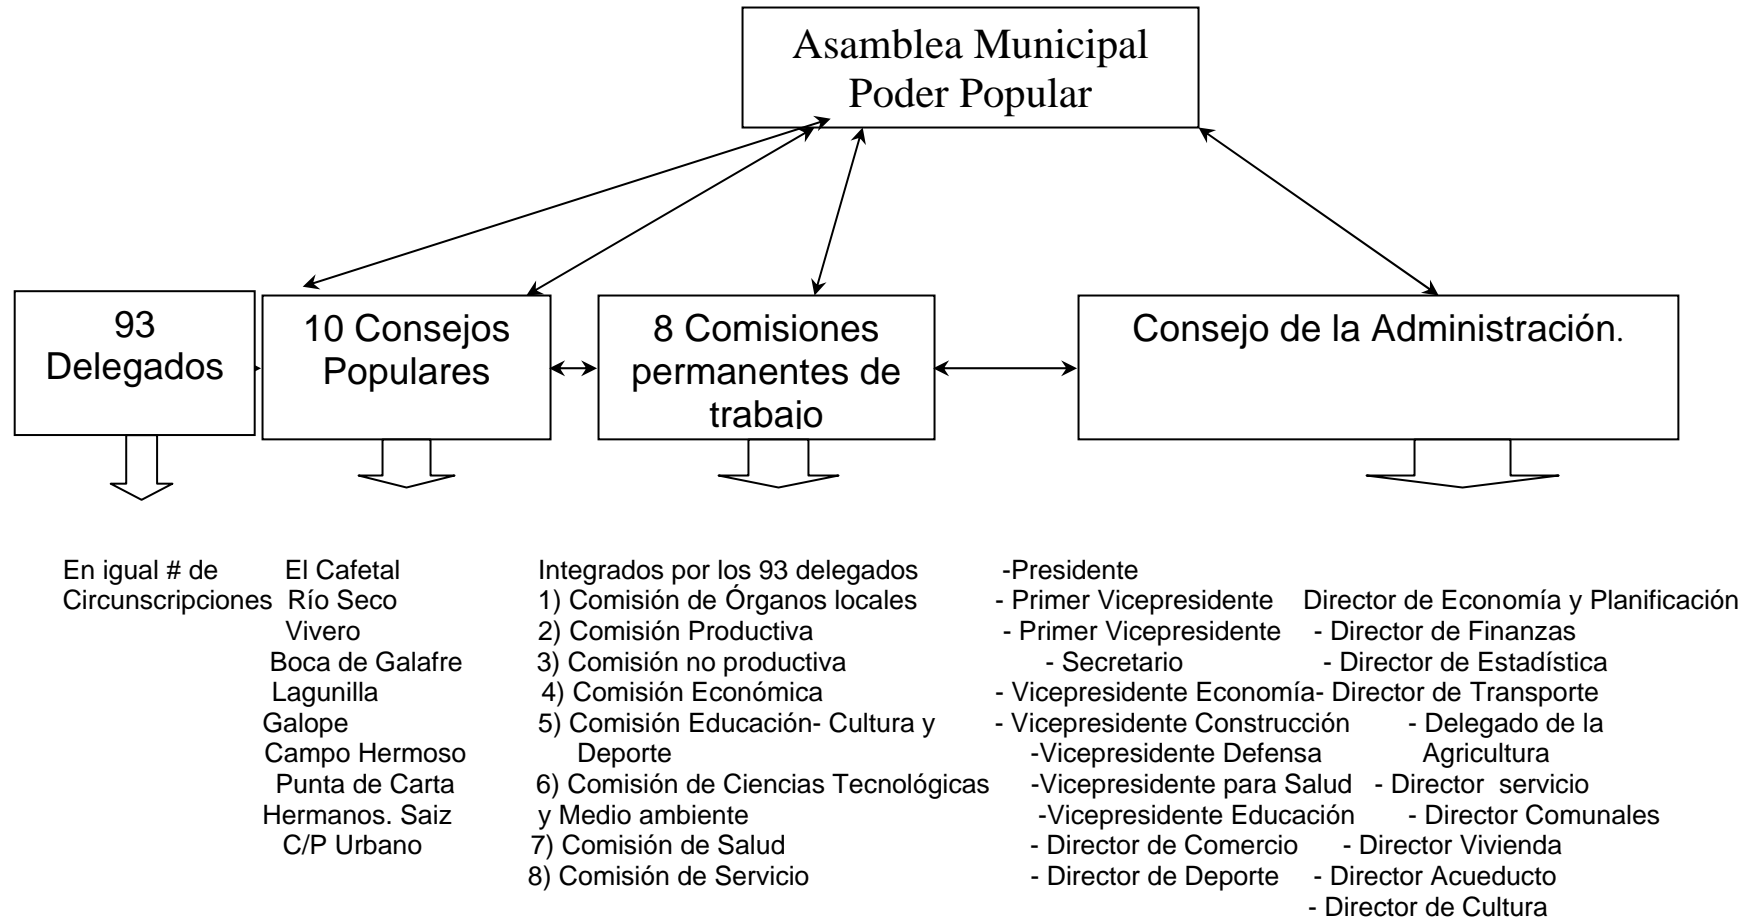 Asamblea Municipal
Poder Popular
93
Delegados
10 Consejos
Populares
8 Comisiones
permanentes de
trabajo
Consejo de la Administración.
En igual # de
Circunscripciones
El Cafetal
Río Seco
Vivero
Boca de Galafre
Lagunilla
Galope
Campo Hermoso
Punta de Carta
Hermanos. Saiz
C/P Urbano
Integrados por los 93 delegados
1) Comisión de Órganos locales
2) Comisión Productiva
3) Comisión no productiva
4) Comisión Económica
5) Comisión Educación- Cultura y
Deporte
6) Comisión de Ciencias Tecnológicas
y Medio ambiente
7) Comisión de Salud
8) Comisión de Servicio
-Presidente
- Primer Vicepresidente
- Primer Vicepresidente
- Secretario
- Vicepresidente Economía
- Vicepresidente Construcción
-Vicepresidente Defensa
-Vicepresidente para Salud
-Vicepresidente Educación
- Director de Comercio
- Director de Deporte
Director de Economía y Planificación
- Director de Finanzas
- Director de Estadística
- Director de Transporte
- Delegado de la
Agricultura
- Director servicio
- Director Comunales
- Director Vivienda
- Director Acueducto
- Director de Cultura